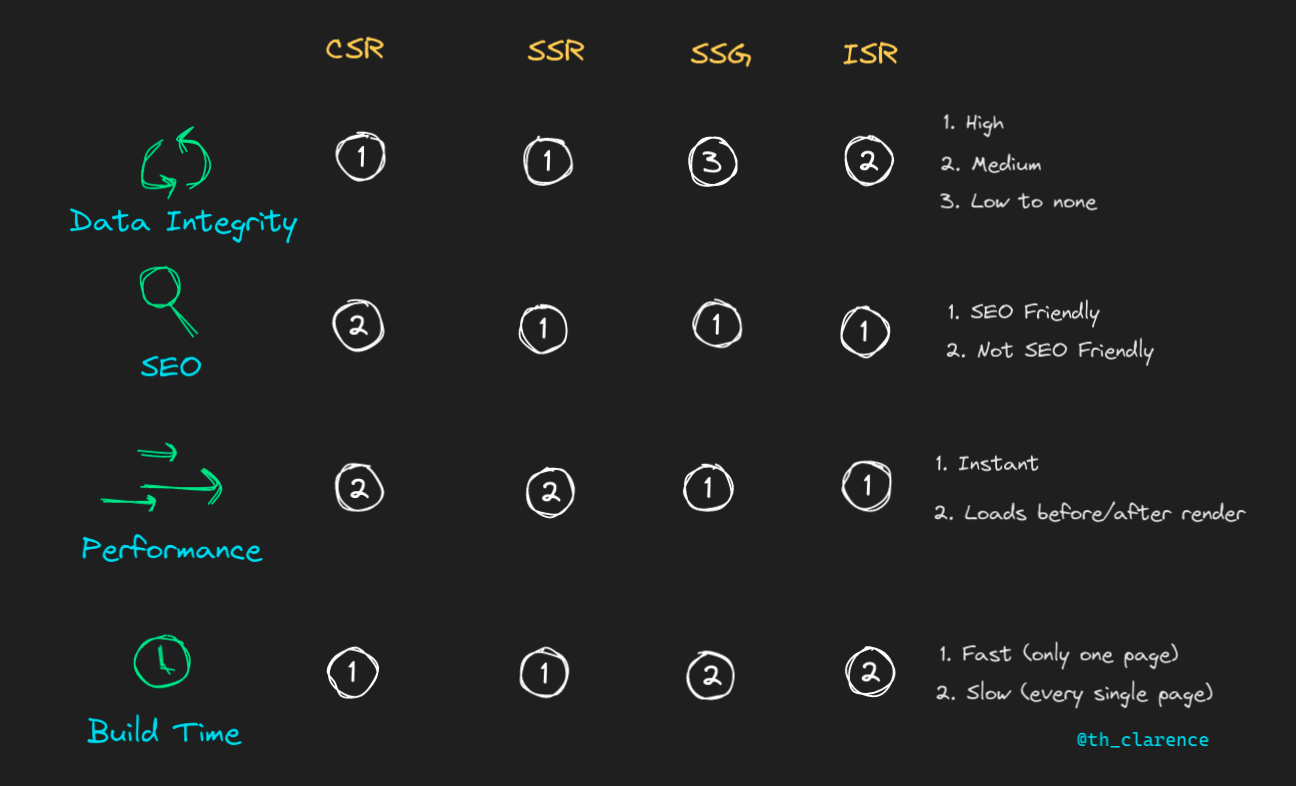 CSR SSR SSG ISR
1 1 3 2
1. High
2. Medium
3. Low to none
Data Integrity
2 1 1 1
1. SEO Friendly
2. Not SEO Friendly
SEO
2 2 1 1
1. Instant
2. Loads before/after render
Performance
1 1 2 2
1. Fast (only one page)
2. Slow (every single page)
Build Time
@th_clarence